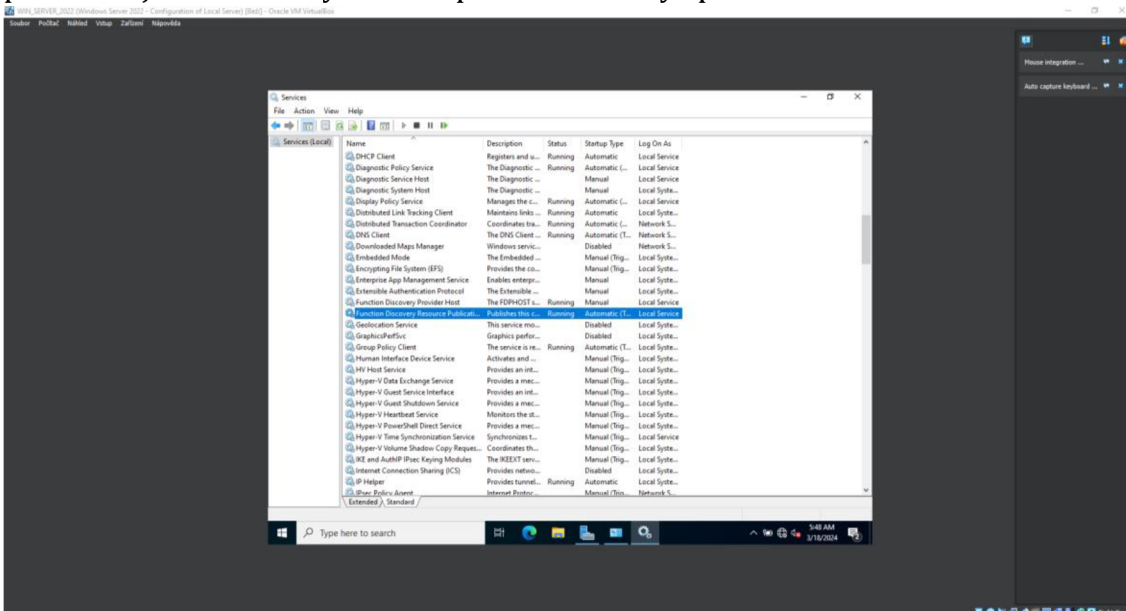 WIN_SERVER_2022 (Windows Server 2022 - Configuration of Local Server) [Běží] - Oracle VM VirtualBox
Soubor Počítač Náhled Vstup Zařízení Nápověda
Mouse integration ...
Auto capture keyboard ...
Services
File Action View Help
Services (Local)
Name Description Status Startup Type Log On As
DHCP Client Registers and u... Running Automatic Local Service
Diagnostic Policy Service The Diagnostic ... Running Automatic (... Local Service
Diagnostic Service Host The Diagnostic ... Manual Local Service
Diagnostic System Host The Diagnostic ... Manual Local Syste...
Display Policy Service Manages the c... Running Automatic (... Local Service
Distributed Link Tracking Client Maintains links ... Running Automatic Local Syste...
Distributed Transaction Coordinator Coordinates tra... Running Automatic (... Network S...
DNS Client The DNS Client ... Running Automatic (T... Network S...
Downloaded Maps Manager Windows servic... Disabled Network S...
Embedded Mode The Embedded ... Manual (Trig... Local Syste...
Encrypting File System (EFS) Provides the co... Manual (Trig... Local Syste...
Enterprise App Management Service Enables enterpr... Manual Local Syste...
Extensible Authentication Protocol The Extensible ... Manual Local Syste...
Function Discovery Provider Host The FDPHOST s... Running Manual Local Service
Function Discovery Resource Publicati... Publishes this c... Running Automatic (T... Local Service
Geolocation Service This service mo... Disabled Local Syste...
GraphicsPerfSvc Graphics perfor... Disabled Local Syste...
Group Policy Client The service is re... Running Automatic (T... Local Syste...
Human Interface Device Service Activates and ... Manual (Trig... Local Syste...
HV Host Service Provides an int... Manual (Trig... Local Syste...
Hyper-V Data Exchange Service Provides a mec... Manual (Trig... Local Syste...
Hyper-V Guest Service Interface Provides an int... Manual (Trig... Local Syste...
Hyper-V Guest Shutdown Service Provides a mec... Manual (Trig... Local Syste...
Hyper-V Heartbeat Service Monitors the st... Manual (Trig... Local Syste...
Hyper-V PowerShell Direct Service Provides a mec... Manual (Trig... Local Syste...
Hyper-V Time Synchronization Service Synchronizes t... Manual (Trig... Local Service
Hyper-V Volume Shadow Copy Reques... Coordinates th... Manual (Trig... Local Syste...
IKE and AuthIP IPsec Keying Modules The IKEEXT serv... Manual (Trig... Local Syste...
Internet Connection Sharing (ICS) Provides netwo... Disabled Local Syste...
IP Helper Provides tunnel... Running Automatic Local Syste...
IPsec Policy Agent Internet Protoc... Manual (Trig... Network S...
Extended Standard
Type here to search
5:48 AM
3/18/2024